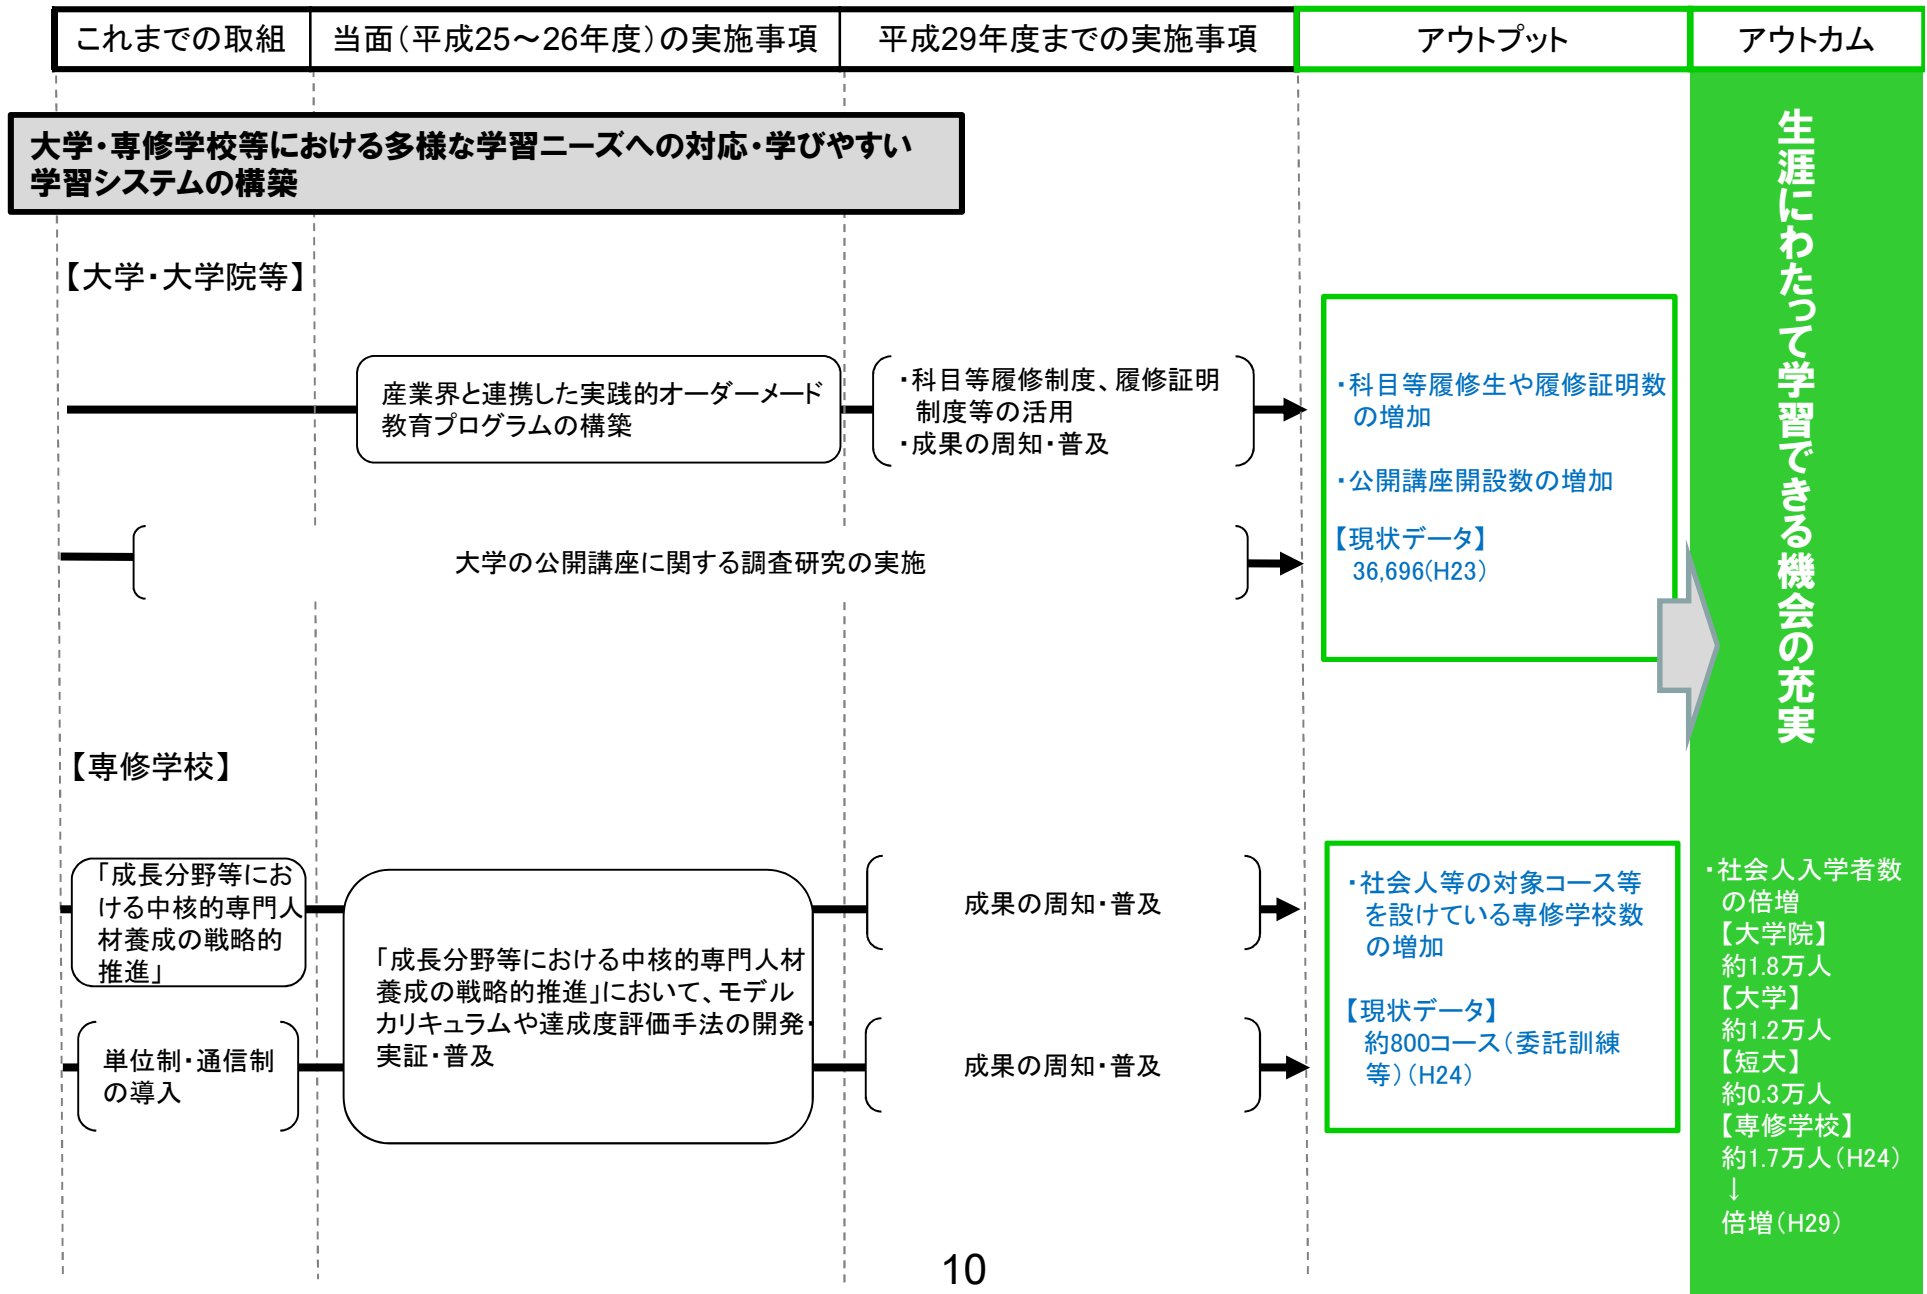 これまでの取組
当面（平成25～26年度）の実施事項
平成29年度までの実施事項
アウトプット
アウトカム
大学・専修学校等における多様な学習ニーズへの対応・学びやすい
学習システムの構築
【大学・大学院等】
産業界と連携した実践的オーダーメード
教育プログラムの構築
・科目等履修制度、履修証明
制度等の活用
・成果の周知・普及
・科目等履修生や履修証明数
の増加
・公開講座開設数の増加
【現状データ】
36,696(H23)
大学の公開講座に関する調査研究の実施
【専修学校】
「成長分野等にお
ける中核的専門人
材養成の戦略的
推進」
単位制・通信制
の導入
「成長分野等における中核的専門人材
養成の戦略的推進」において、モデル
カリキュラムや達成度評価手法の開発・
実証・普及
成果の周知・普及
成果の周知・普及
・社会人等の対象コース等
を設けている専修学校数
の増加
【現状データ】
約800コース（委託訓練
等）（H24）
生涯にわたって学習できる機会の充実
・社会人入学者数
の倍増
【大学院】
約1.8万人
【大学】
約1.2万人
【短大】
約0.3万人
【専修学校】
約1.7万人（H24）
↓
倍増（H29）
10